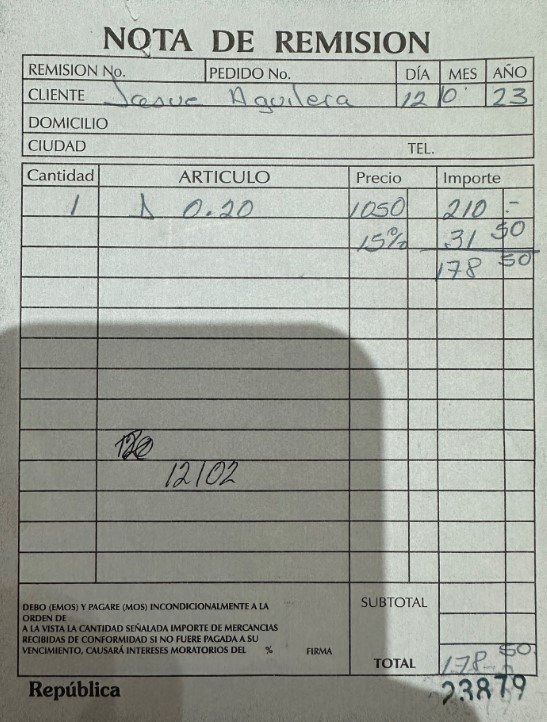 NOTA DE REMISION
REMISION No. PEDIDO No. DÍA MES AÑO
CLIENTE Josue Aguilera 12 0 23
DOMICILIO
CIUDAD TEL.
Cantidad ARTICULO Precio Importe
1 0.20 1050 210 .-
15% 31 50
178 50
12/02
DEBO (EMOS) Y PAGARE (MOS) INCONDICIONALMENTE A LA
ORDEN DE
A LA VISTA LA CANTIDAD SEÑALADA IMPORTE DE MERCANCIAS
RECIBIDAS DE CONFORMIDAD SI NO FUERE PAGADA A SU
VENCIMIENTO, CAUSARÁ INTERESES MORATORIOS DEL % FIRMA
SUBTOTAL
TOTAL 178 50
República 23879